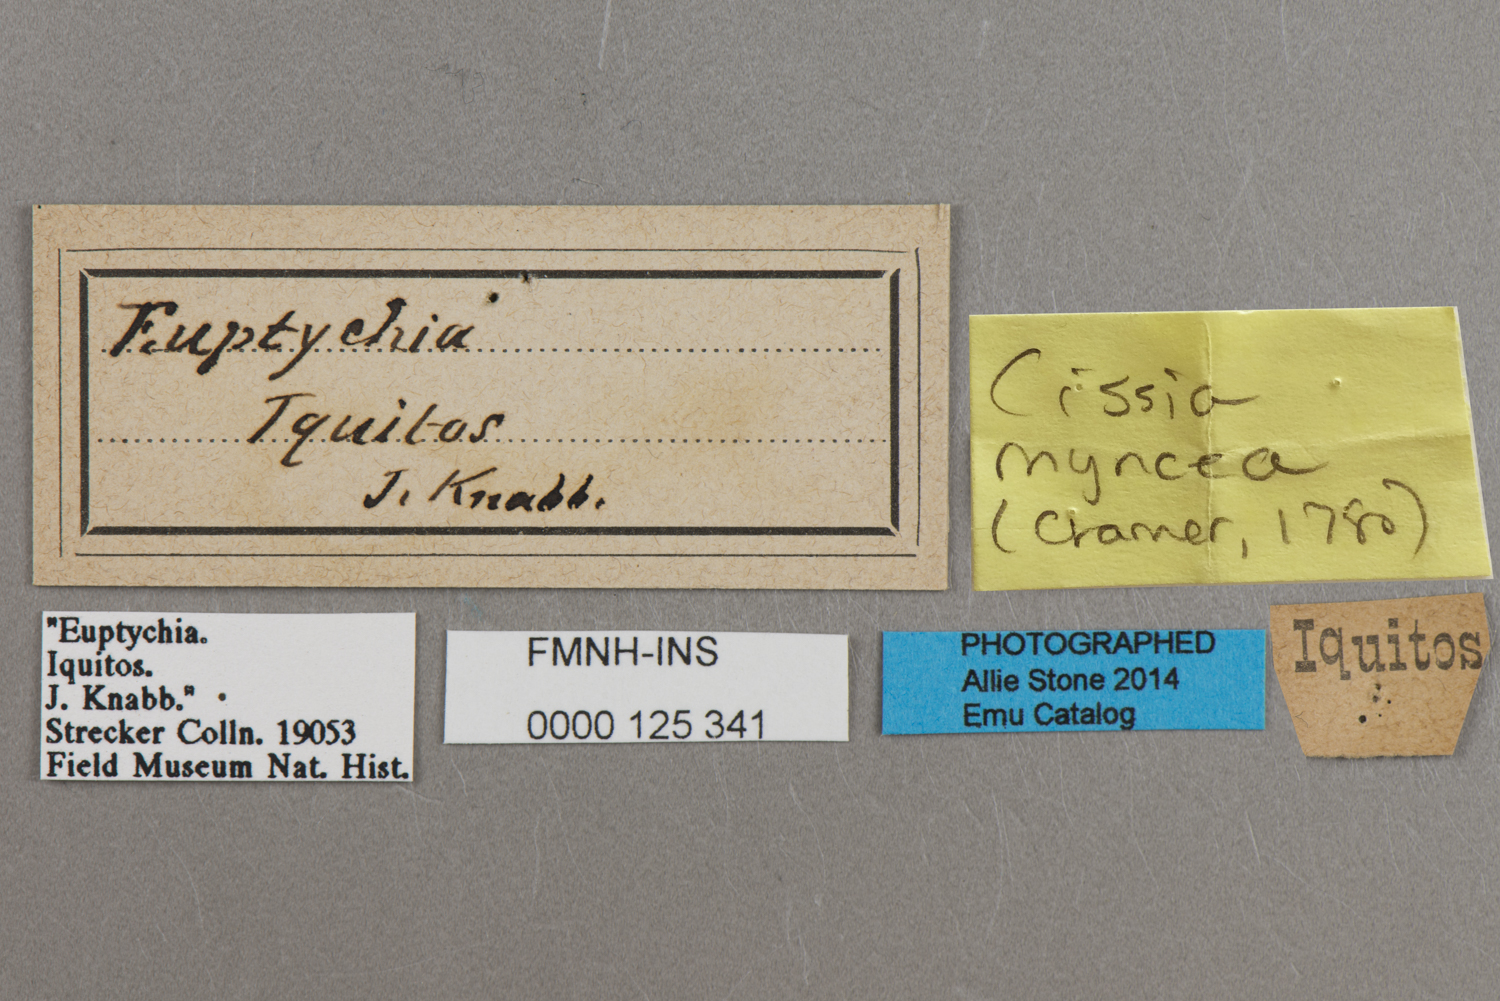 Euptychia
Iquitos
J. Knabb.
Cissia
myncea
(Cramer, 1780)
"Euptychia.
Iquitos.
J. Knabb."
Strecker Colln. 19053
Field Museum Nat. Hist.
FMNH-INS
0000 125 341
PHOTOGRAPHED
Allie Stone 2014
Emu Catalog
Iquitos